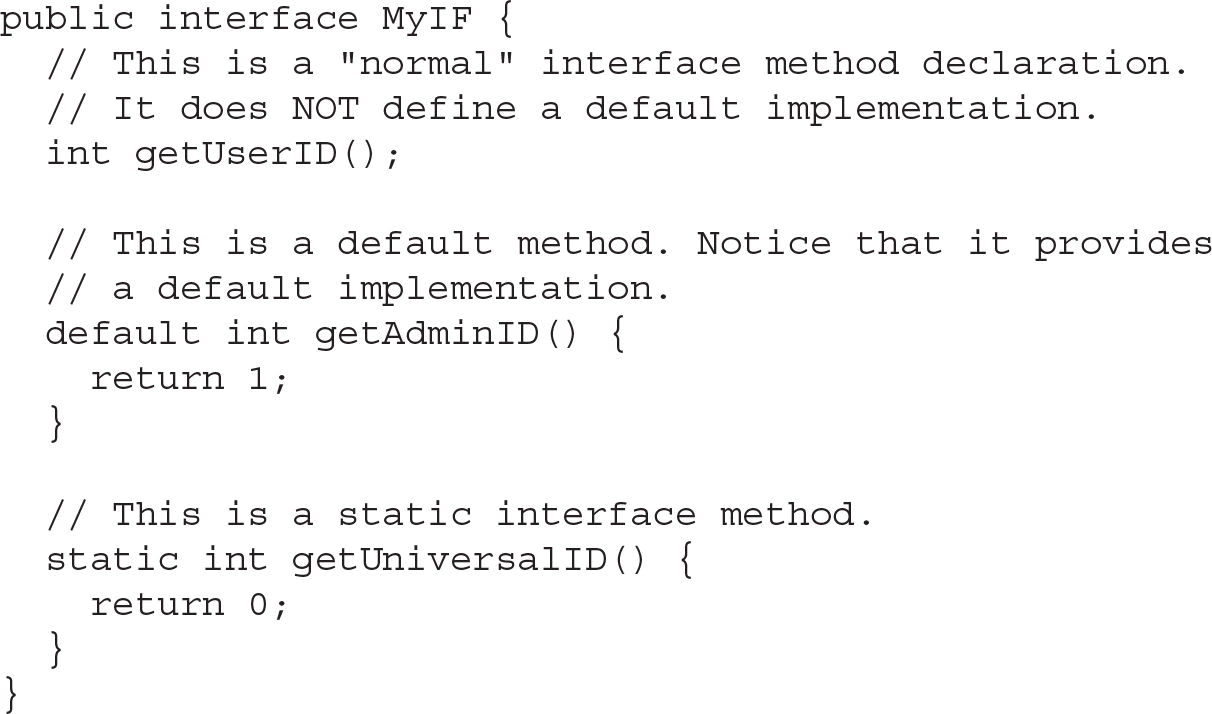 public interface MyIF {
  // This is a "normal" interface method declaration.
  // It does NOT define a default implementation.
  int getUserID();

  // This is a default method. Notice that it provides
  // a default implementation.
  default int getAdminID() {
    return 1;
  }

  // This is a static interface method.
  static int getUniversalID() {
    return 0;
  }
}